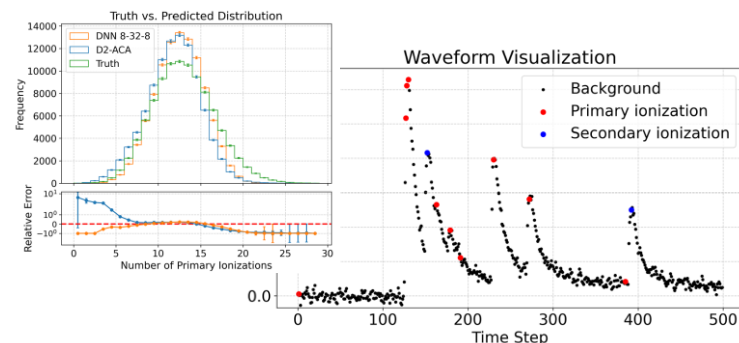 Truth vs. Predicted Distribution
DNN 8-32-8
D2-ACA
Truth
Frequency
14000
12000
10000
8000
6000
4000
2000
0
Relative Error
10¹
10⁰
0
−10⁰
0 5 10 15 20 25 30
Number of Primary Ionizations
Waveform Visualization
Background
Primary ionization
Secondary ionization
0.0
0 100 200 300 400 500
Time Step